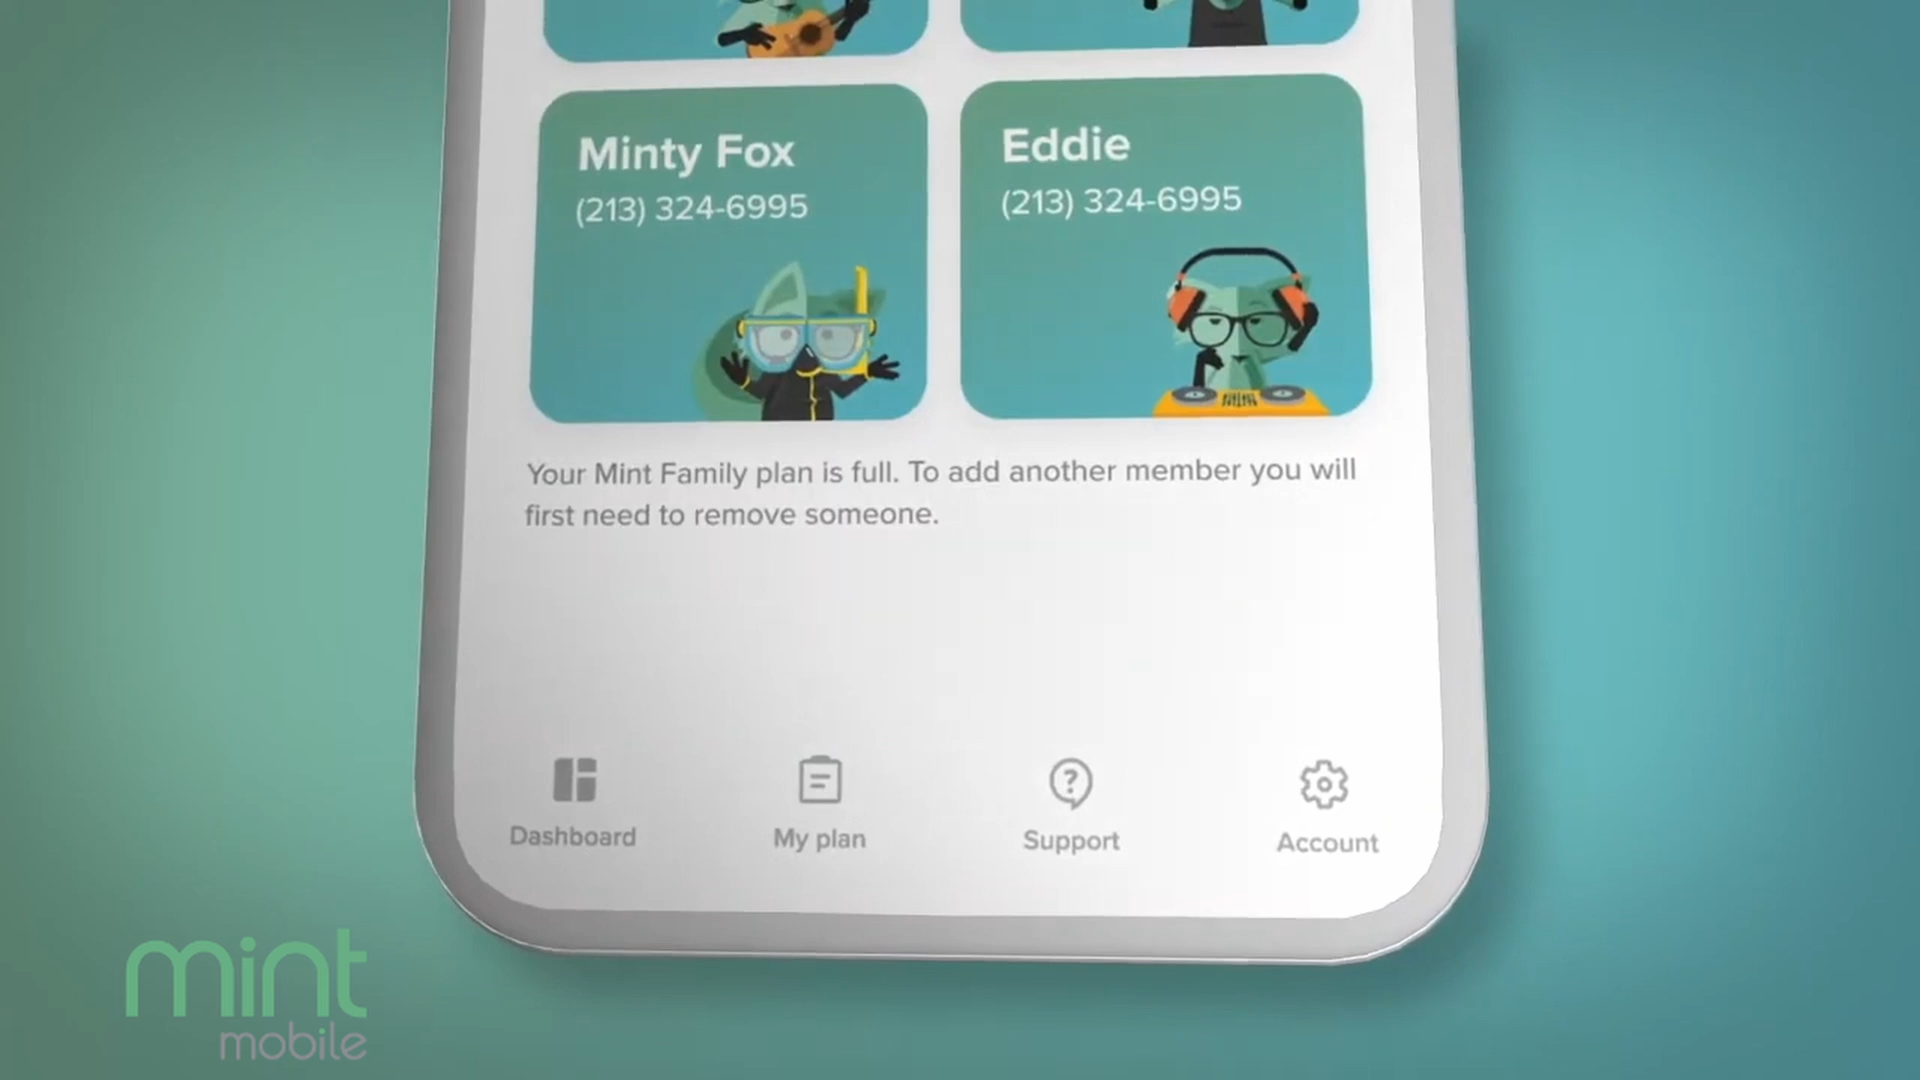 Minty Fox
(213) 324-6995
Eddie
(213) 324-6995
Your Mint Family plan is full. To add another member you will
first need to remove someone.
Dashboard
My plan
Support
Account
mint
mobile